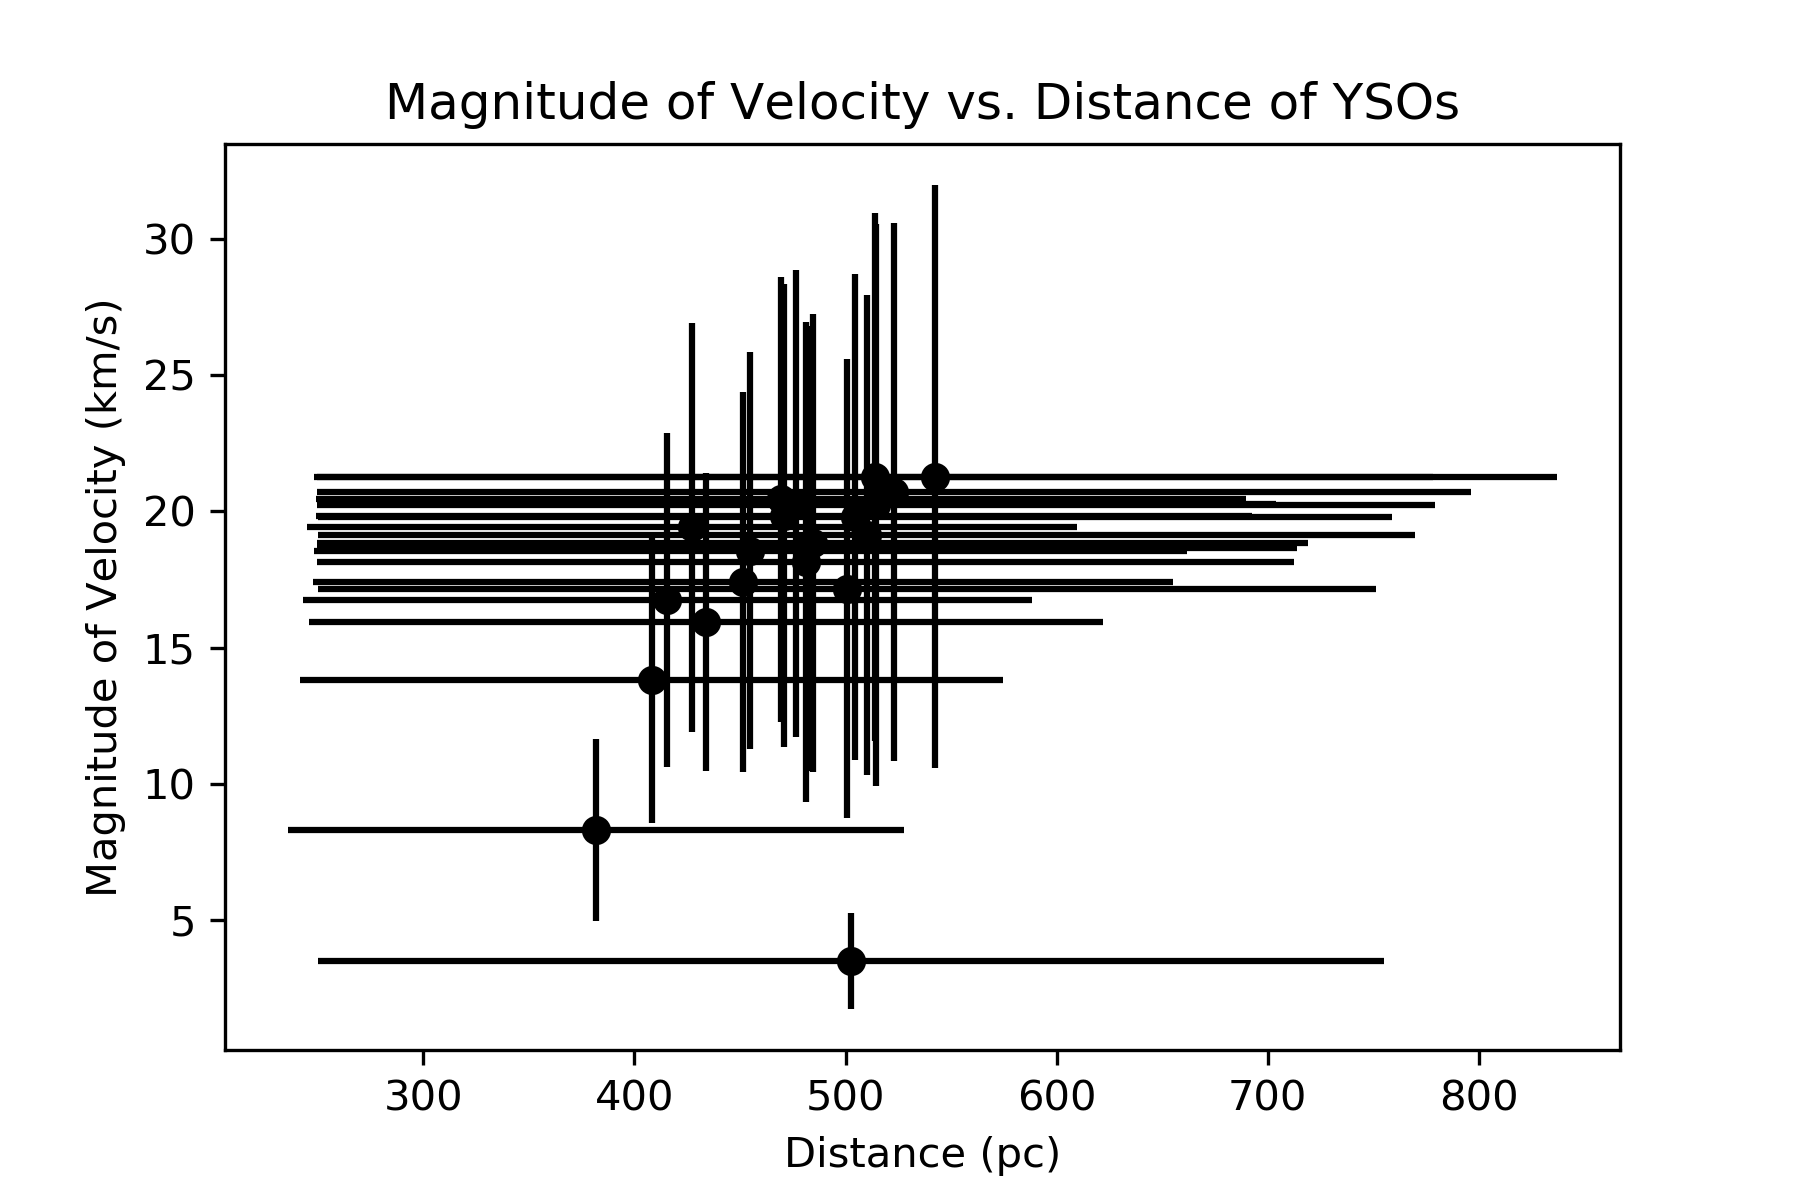 Magnitude of Velocity vs. Distance of YSOs
Magnitude of Velocity (km/s)
30
25
20
15
10
5
300 400 500 600 700 800
Distance (pc)